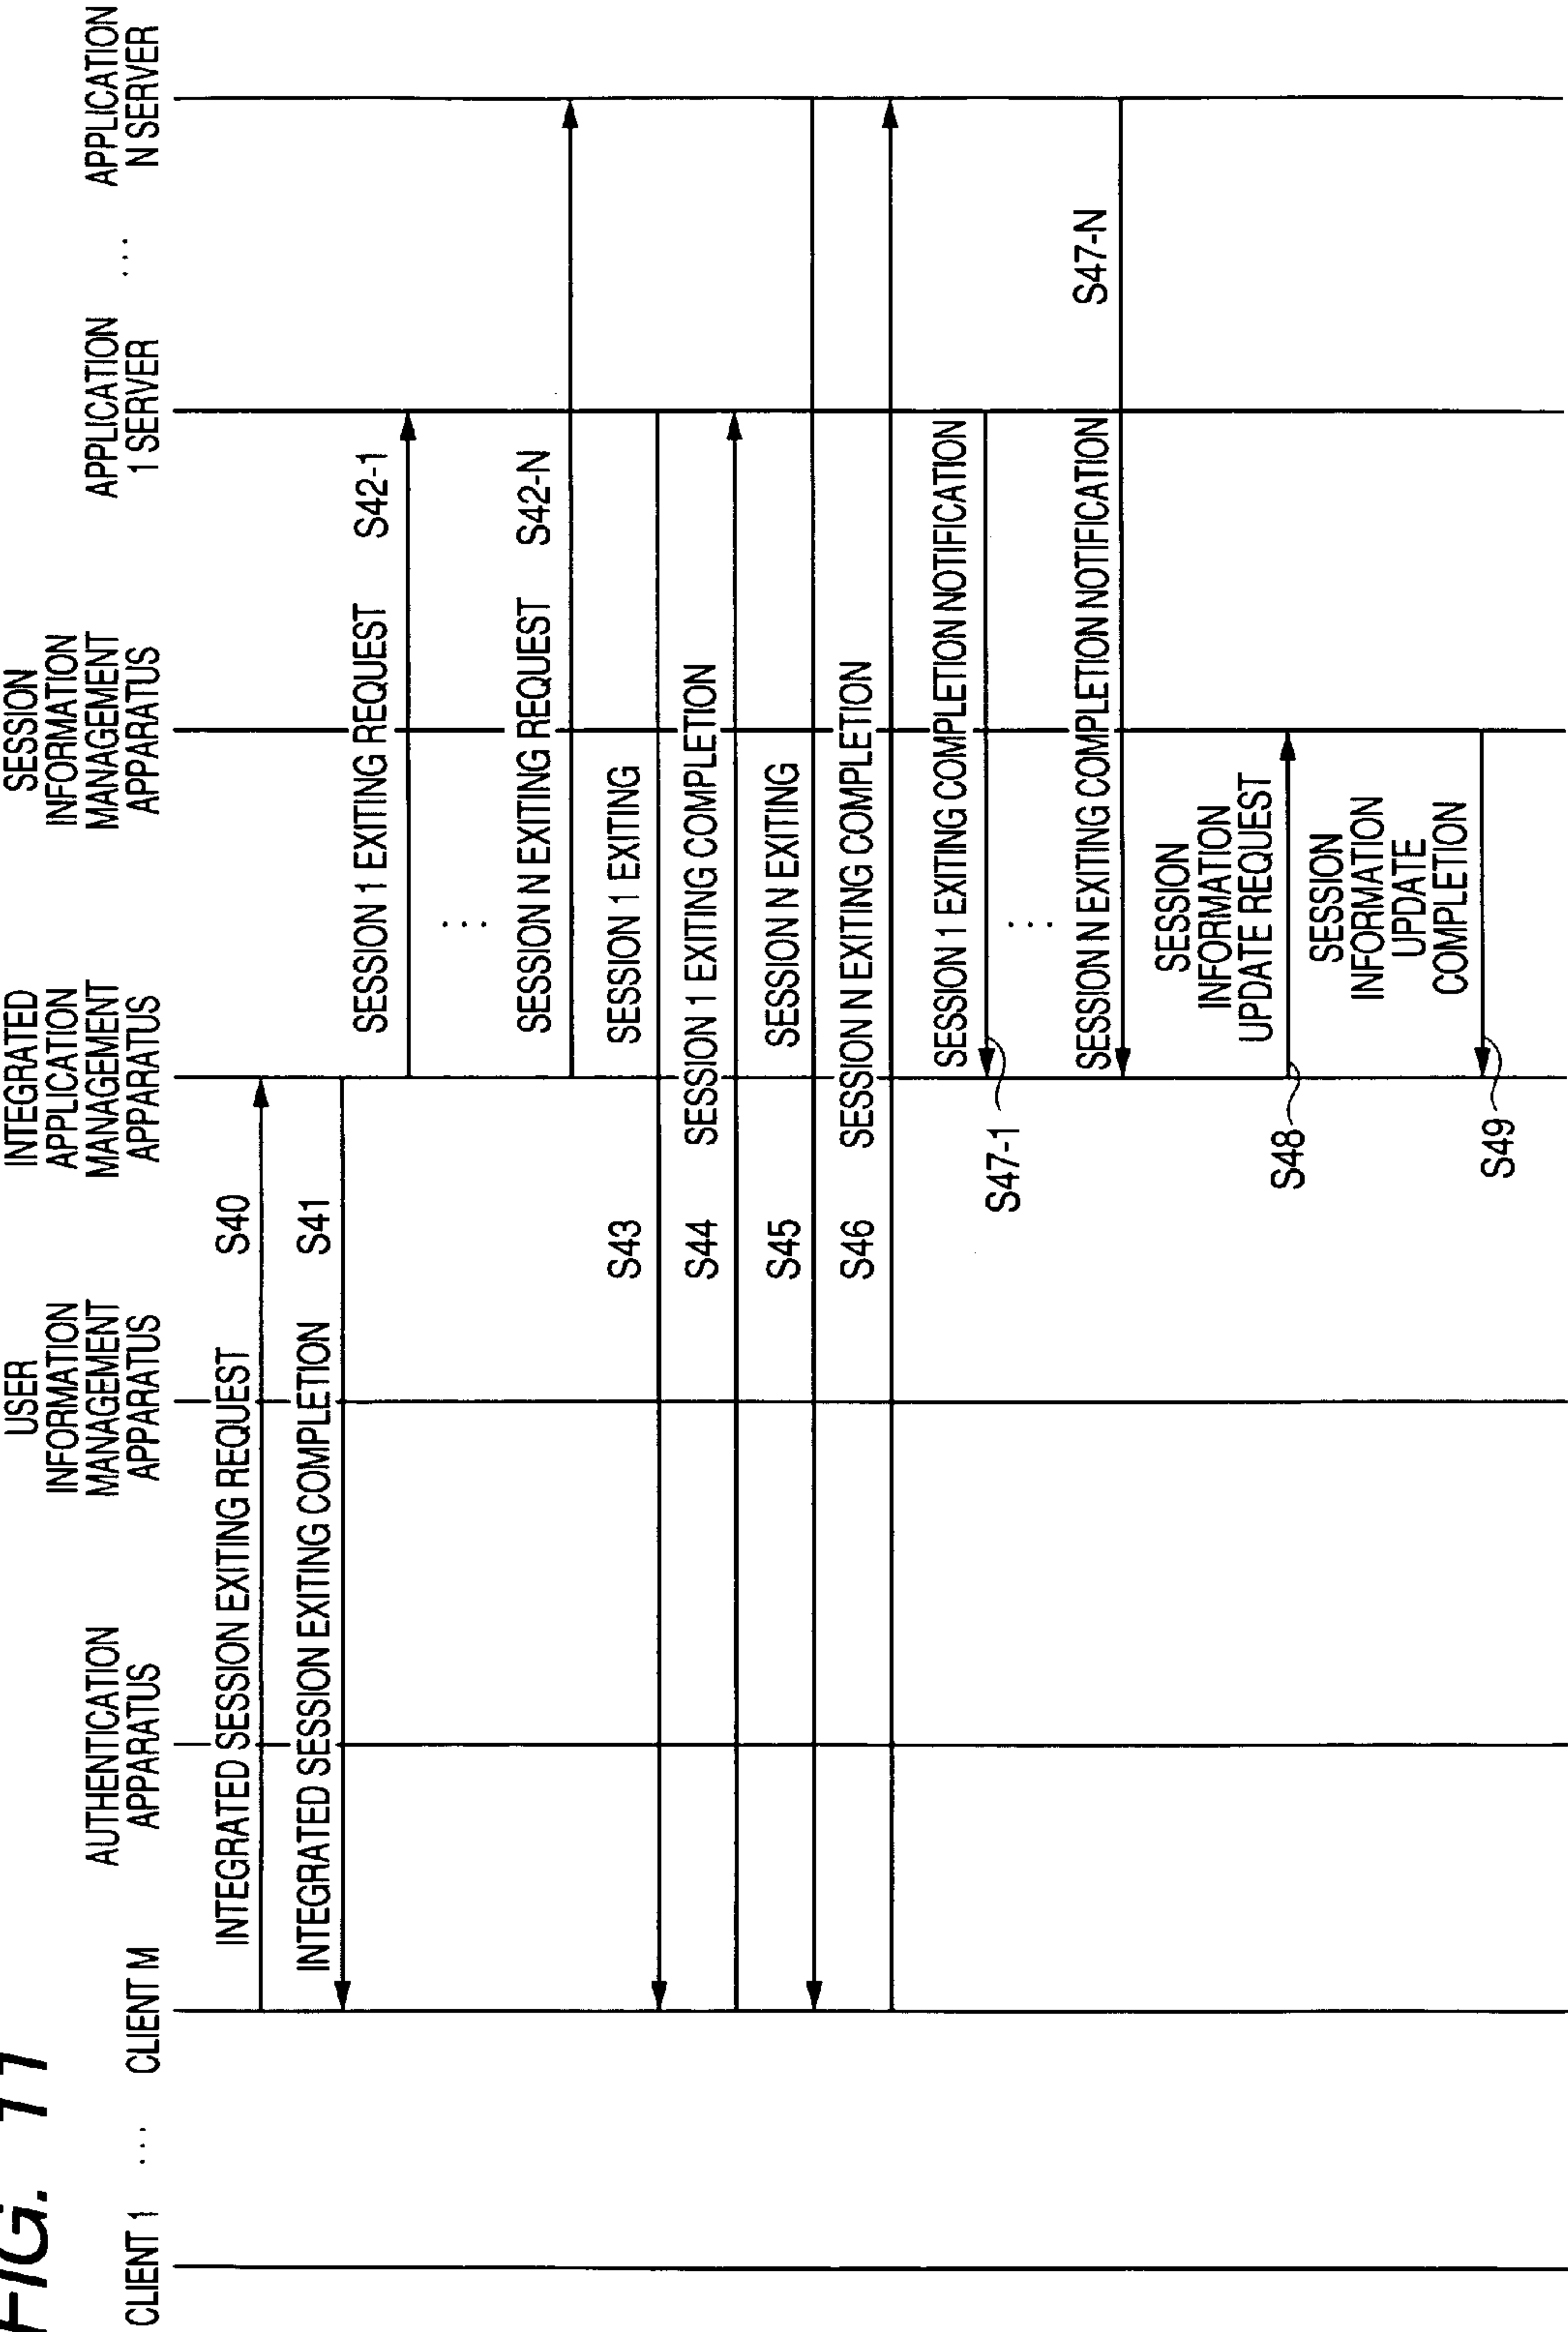 FIG. 11
CLIENT 1
...
CLIENT M
AUTHENTICATION
APPARATUS
USER
INFORMATION
MANAGEMENT
APPARATUS
INTEGRATED
APPLICATION
MANAGEMENT
APPARATUS
SESSION
INFORMATION
MANAGEMENT
APPARATUS
APPLICATION
1 SERVER
...
APPLICATION
N SERVER
INTEGRATED SESSION EXITING REQUEST S40
INTEGRATED SESSION EXITING COMPLETION S41
SESSION 1 EXITING REQUEST S42-1
...
SESSION N EXITING REQUEST S42-N
S43 SESSION 1 EXITING
S44 SESSION 1 EXITING COMPLETION
S45 SESSION N EXITING
S46 SESSION N EXITING COMPLETION
SESSION 1 EXITING COMPLETION NOTIFICATION
S47-1
...
SESSION N EXITING COMPLETION NOTIFICATION S47-N
SESSION
INFORMATION
UPDATE REQUEST
S48
SESSION
INFORMATION
UPDATE
COMPLETION
S49